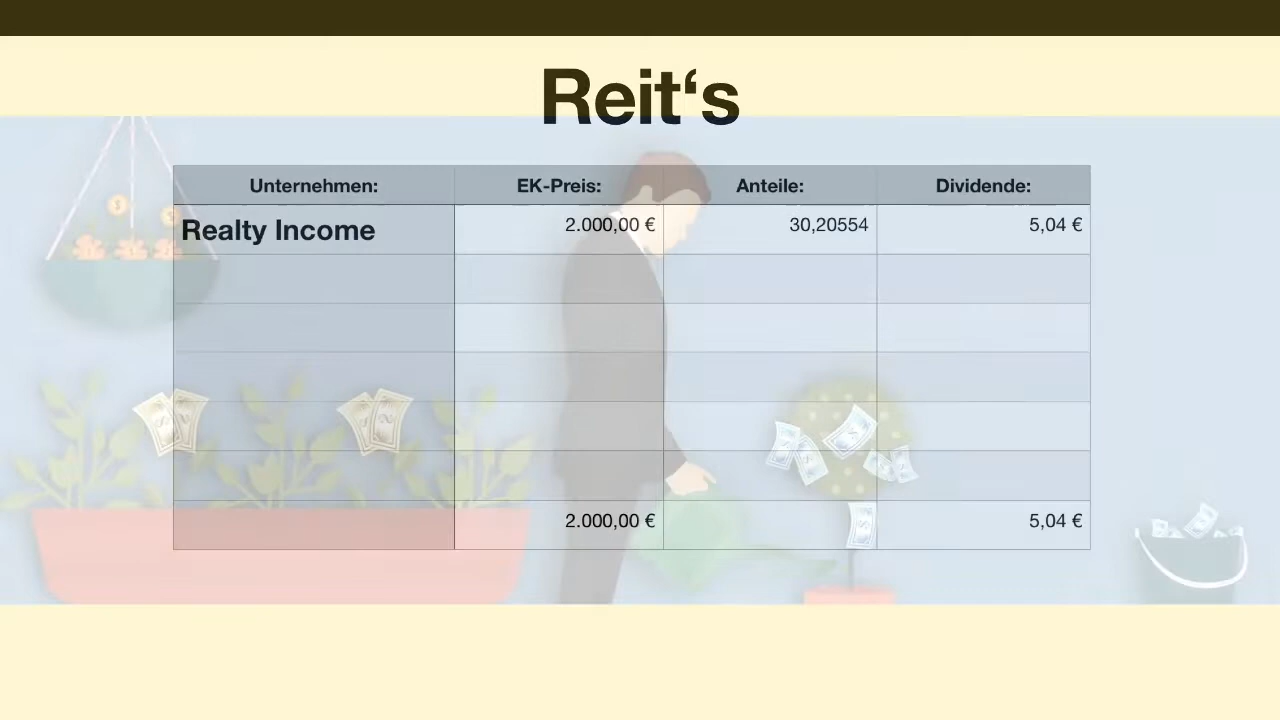 Reit‘s
Unternehmen: EK-Preis: Anteile: Dividende:
Realty Income 2.000,00 € 30,20554 5,04 €
2.000,00 € 5,04 €